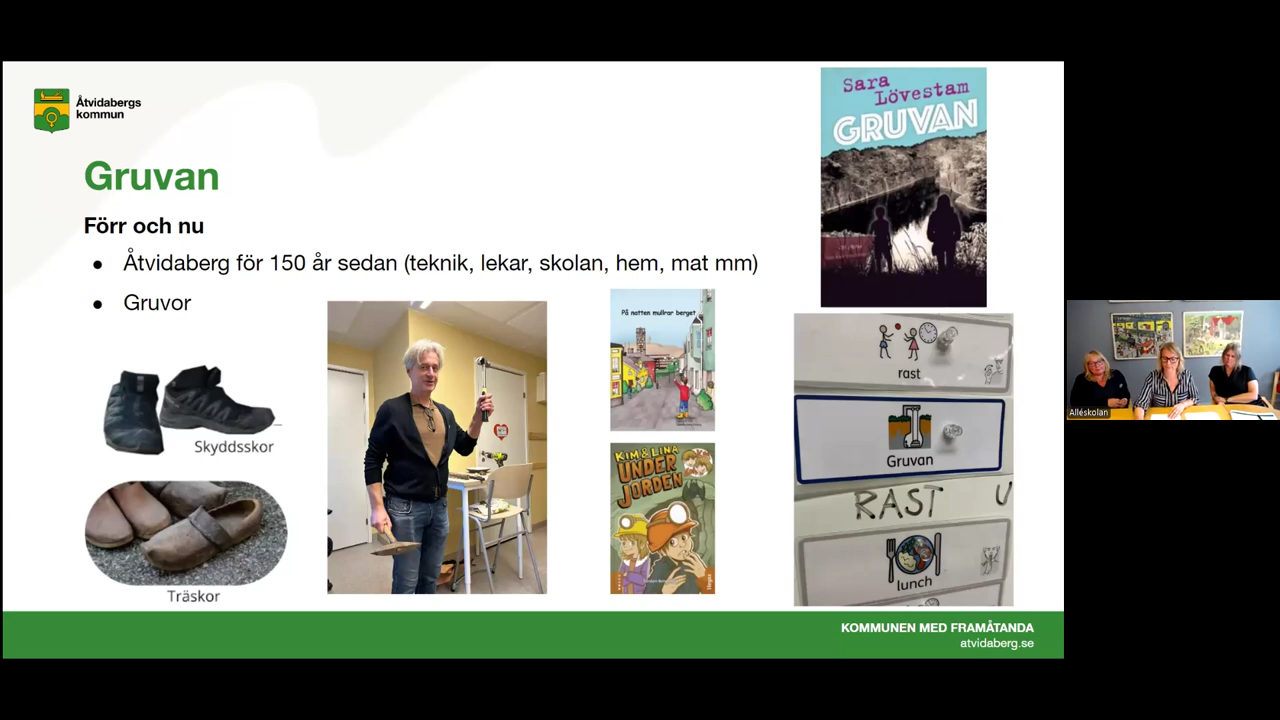 Åtvidabergs
kommun
Gruvan
Förr och nu
Åtvidaberg för 150 år sedan (teknik, lekar, skolan, hem, mat mm)
Gruvor
Skyddsskor
Träskor
På natten mullrar berget
KIM & LINA
UNDER
JORDEN
Sara
Lövestam
GRUVAN
rast
Gruvan
RAST U
lunch
KOMMUNEN MED FRAMÅTANDA
atvidaberg.se
Alléskolan